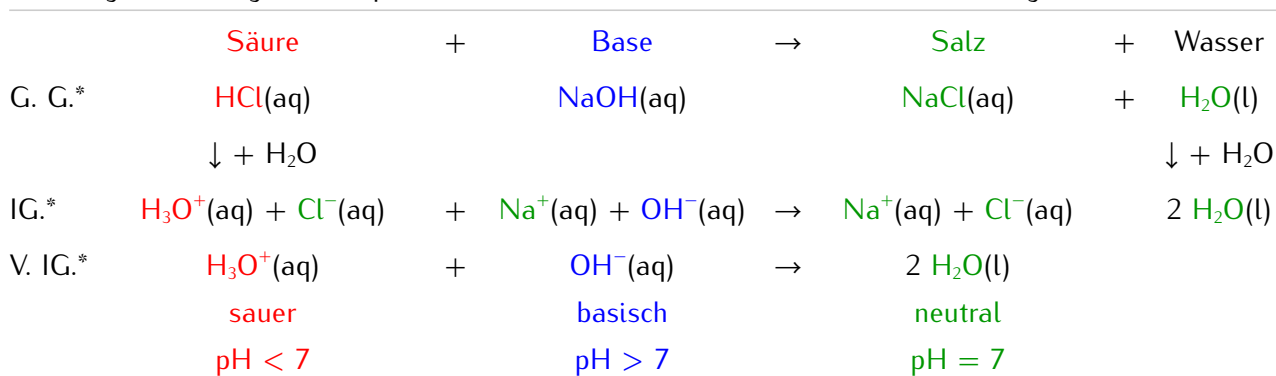 Säure + Base → Salz + Wasser
G. G.* HCl(aq) NaOH(aq) NaCl(aq) + H₂O(l)
↓ + H₂O ↓ + H₂O
IG.* H₃O⁺(aq) + Cl⁻(aq) + Na⁺(aq) + OH⁻(aq) → Na⁺(aq) + Cl⁻(aq) 2 H₂O(l)
V. IG.* H₃O⁺(aq) + OH⁻(aq) → 2 H₂O(l)
sauer basisch neutral
pH < 7 pH > 7 pH = 7